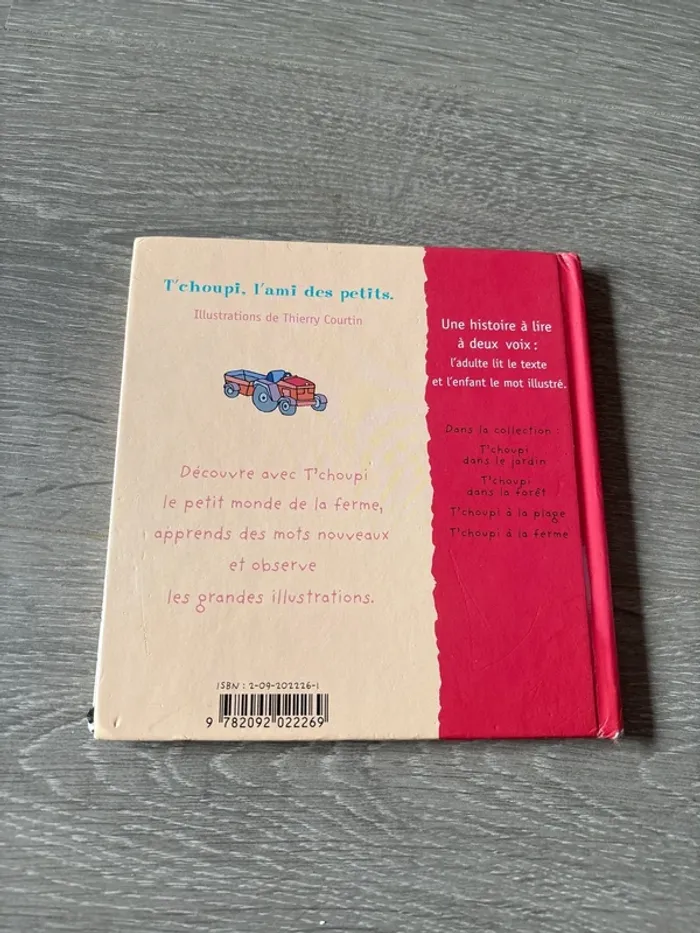 T'choupi, l'ami des petits.
Illustrations de Thierry Courtin
Découvre avec T'choupi
le petit monde de la ferme,
apprends des mots nouveaux
et observe
les grandes illustrations.
ISBN : 2-09-202226-1
9 782092 022269
Une histoire à lire
à deux voix :
l'adulte lit le texte
et l'enfant le mot illustré.
Dans la collection :
T'choupi
dans le jardin
T'choupi
dans la forêt
T'choupi à la plage
T'choupi à la ferme